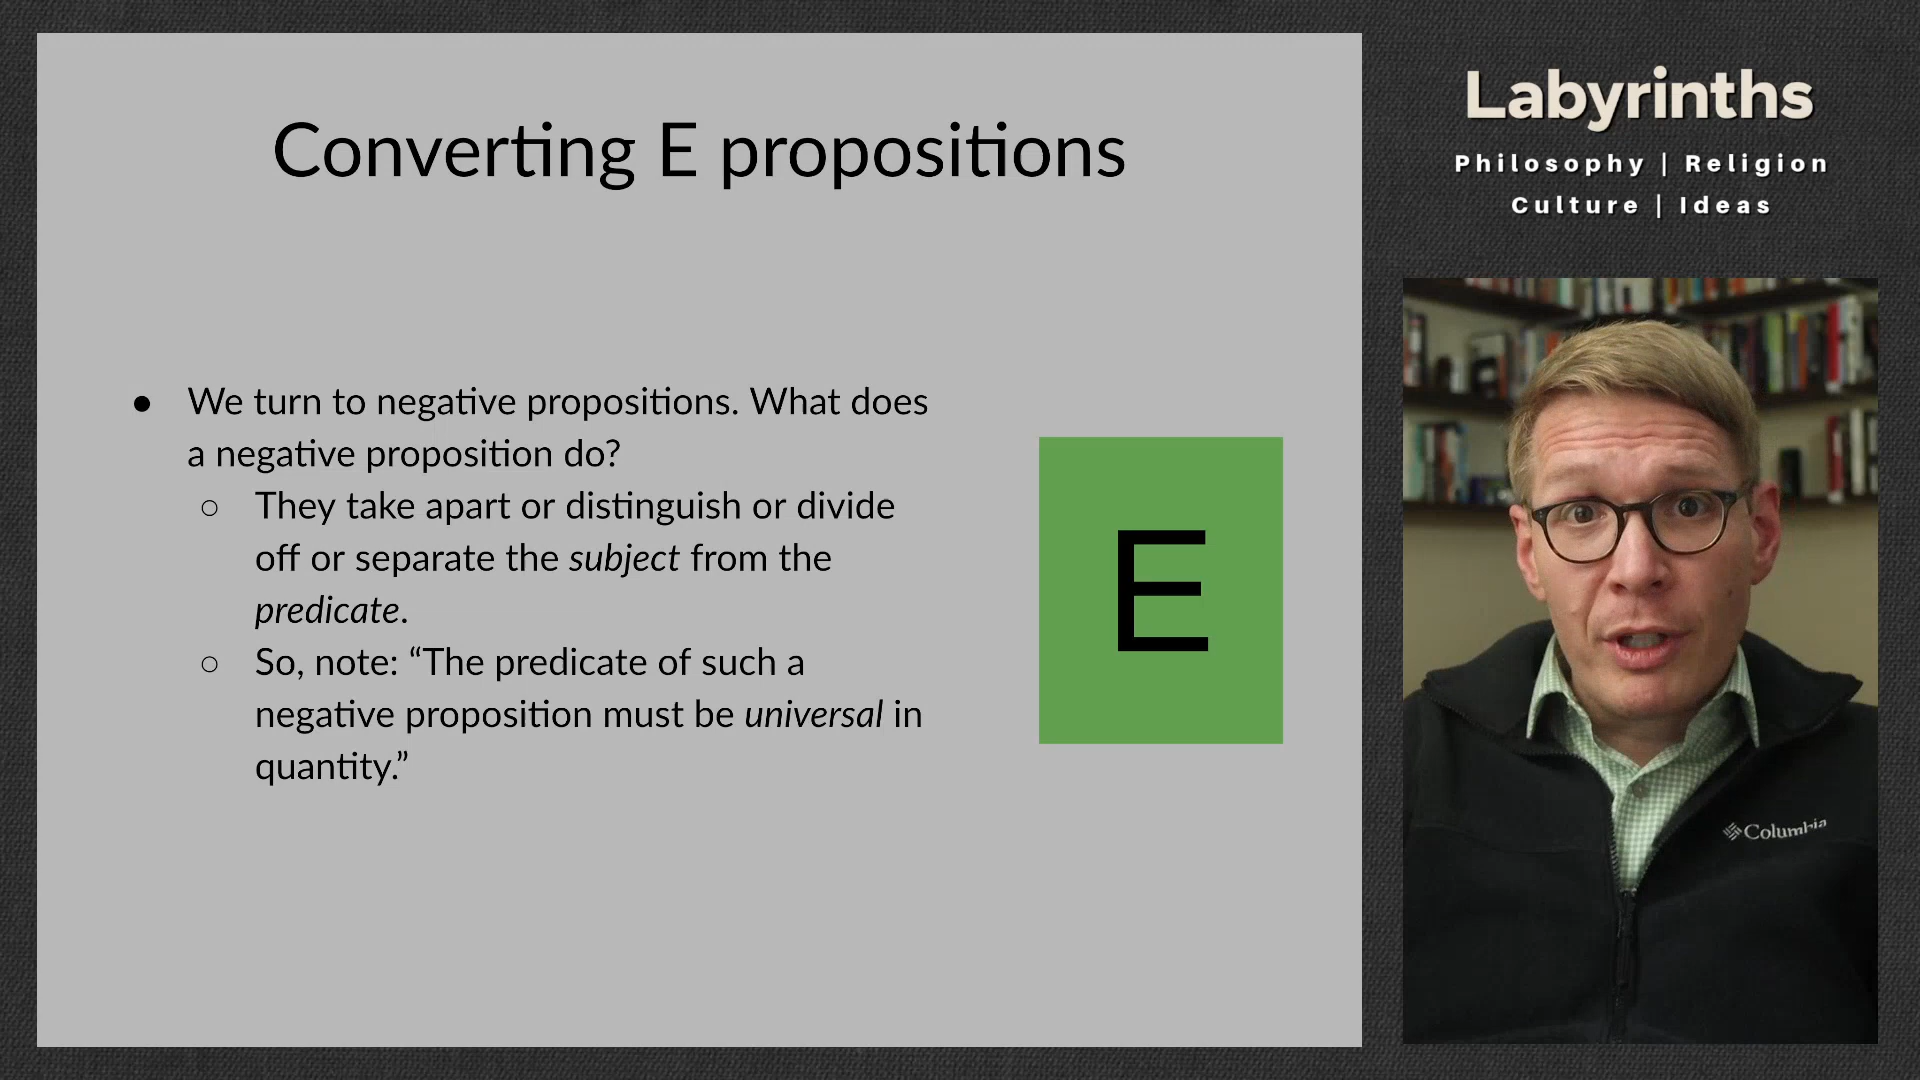 Converting E propositions
● We turn to negative propositions. What does
a negative proposition do?
○ They take apart or distinguish or divide
off or separate the subject from the
predicate.
○ So, note: “The predicate of such a
negative proposition must be universal in
quantity.”
E
Labyrinths
Philosophy | Religion
Culture | Ideas
Columbia